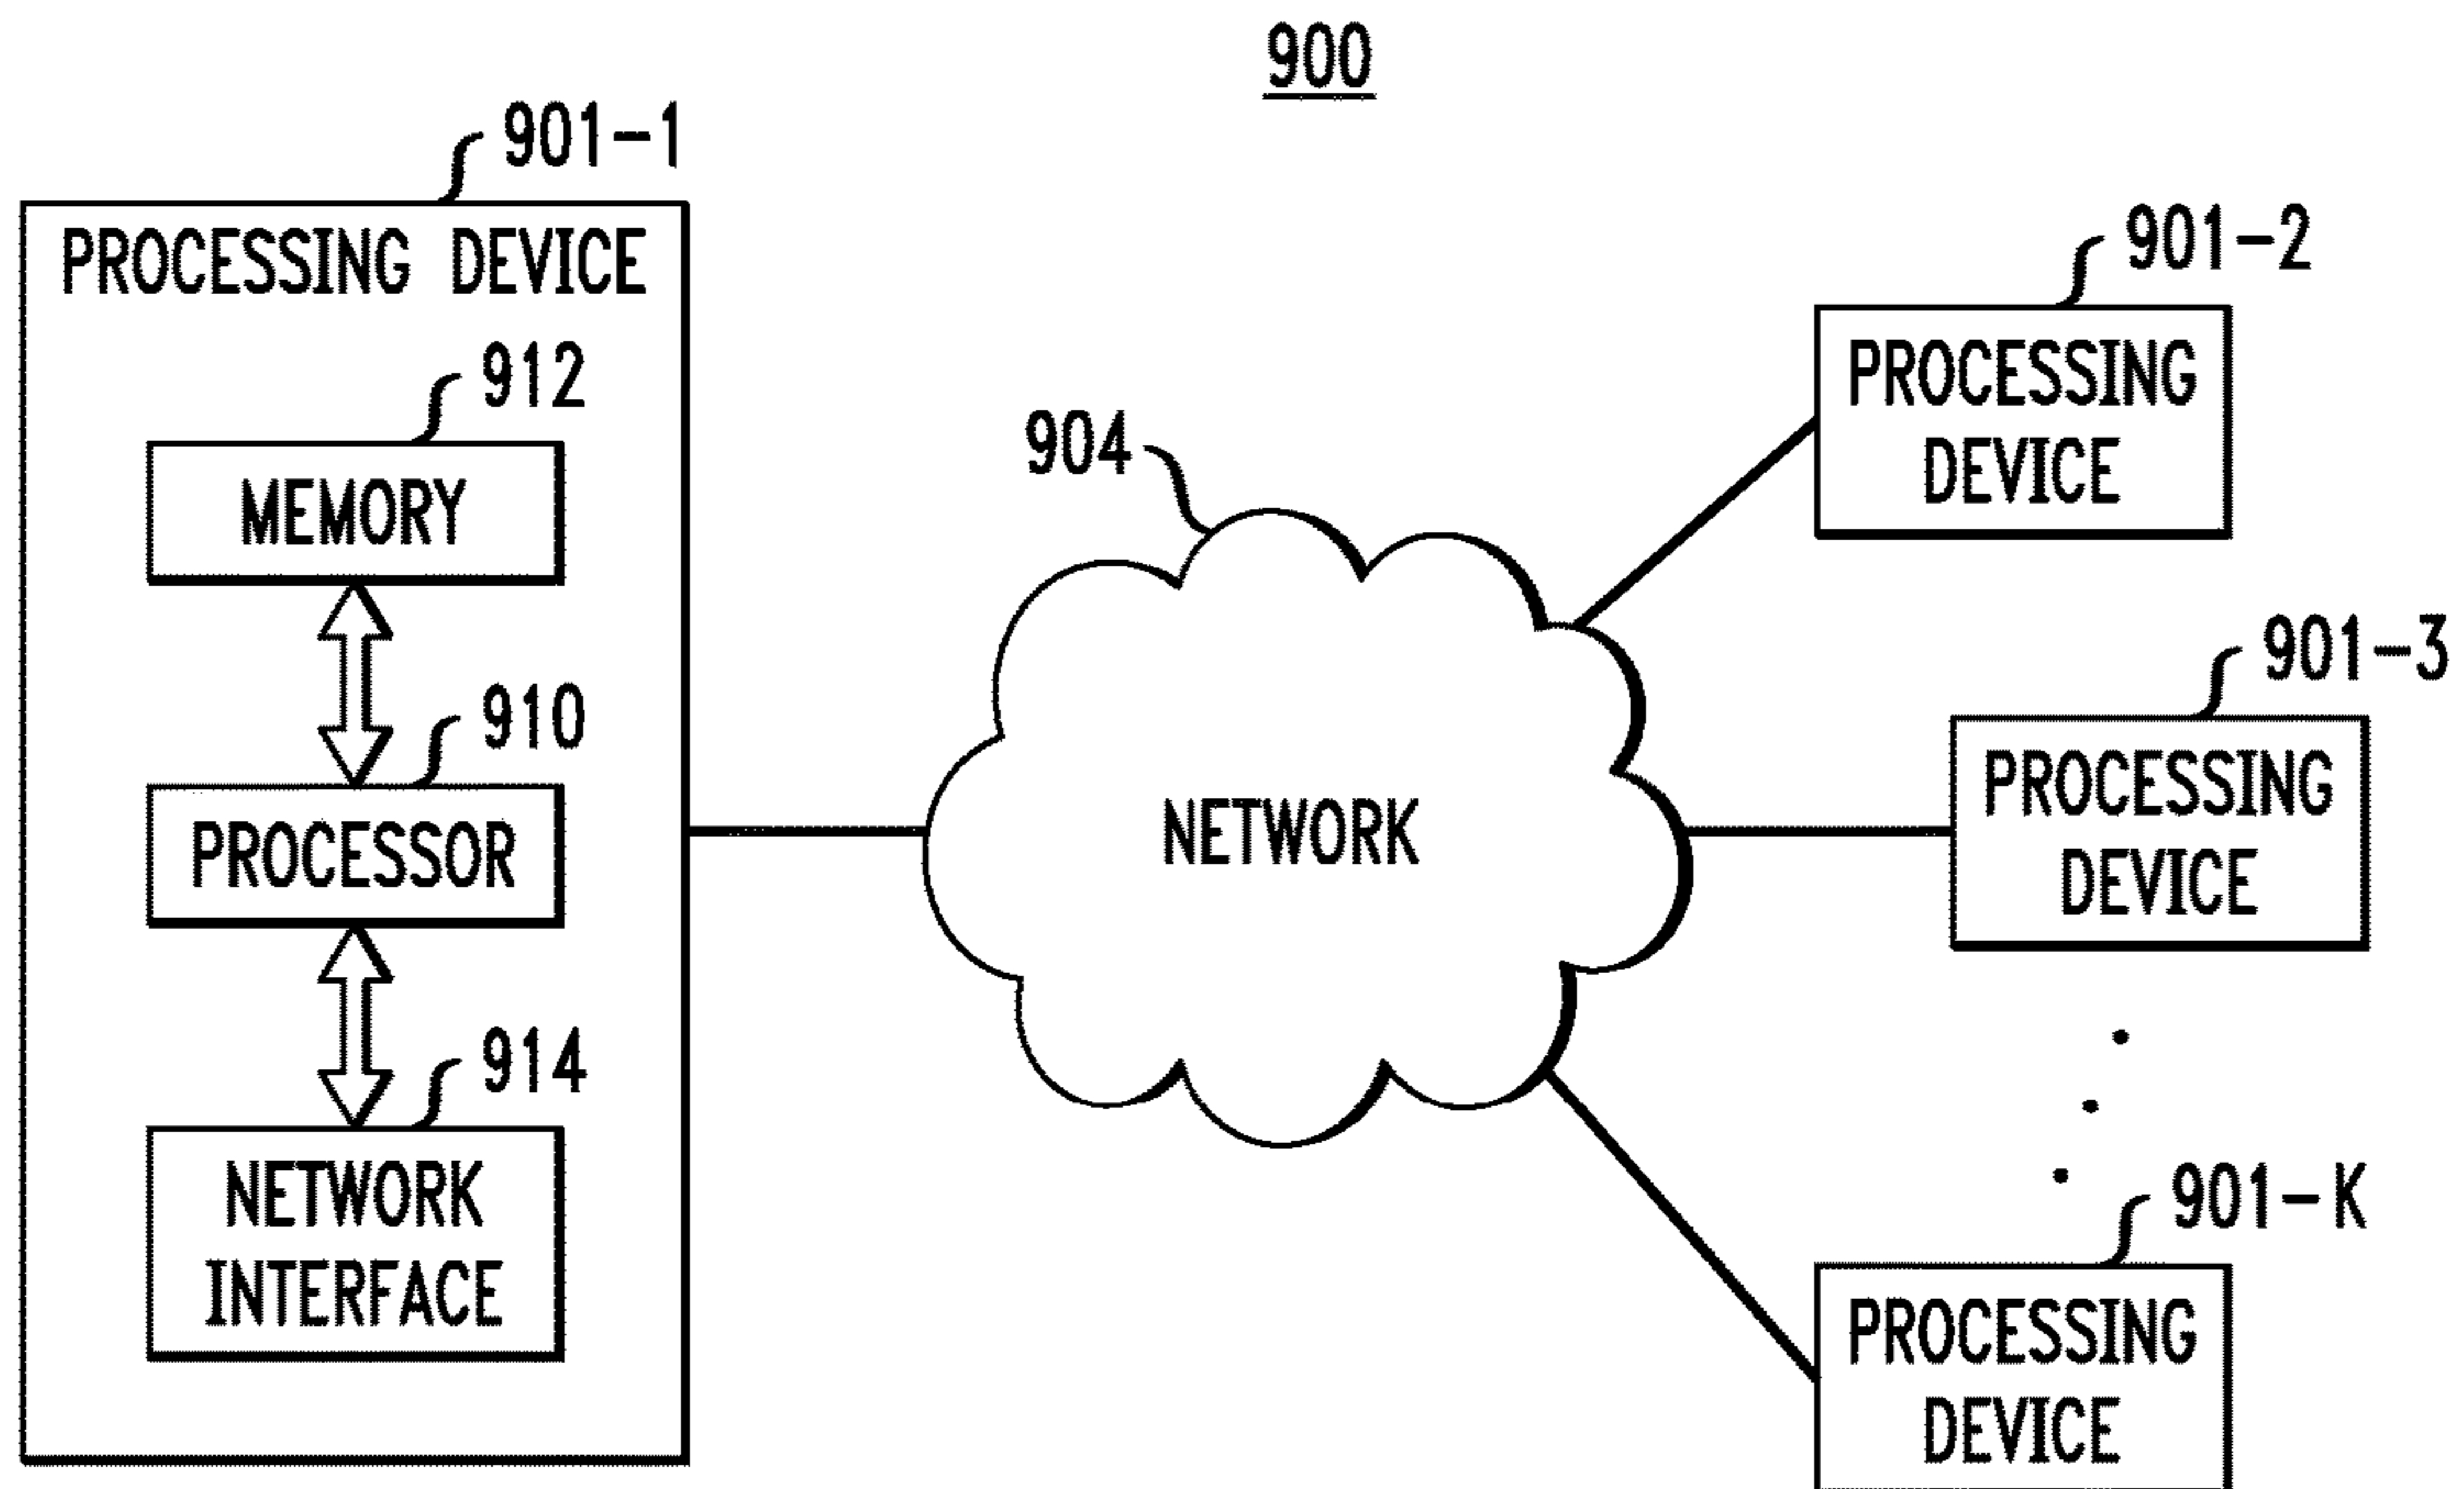 900
901-1
PROCESSING DEVICE
912
MEMORY
910
PROCESSOR
914
NETWORK
INTERFACE
904
NETWORK
901-2
PROCESSING
DEVICE
901-3
PROCESSING
DEVICE
901-K
PROCESSING
DEVICE